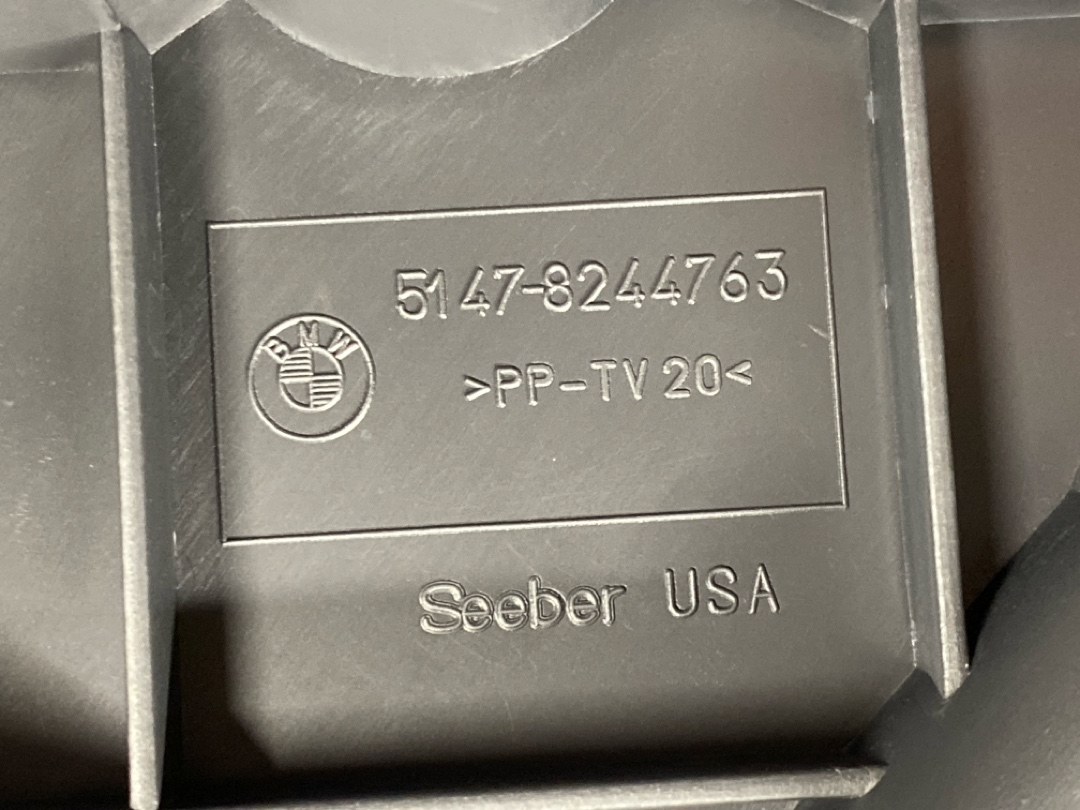 5147-8244763
BMW
>PP-TV20<
Seeber USA